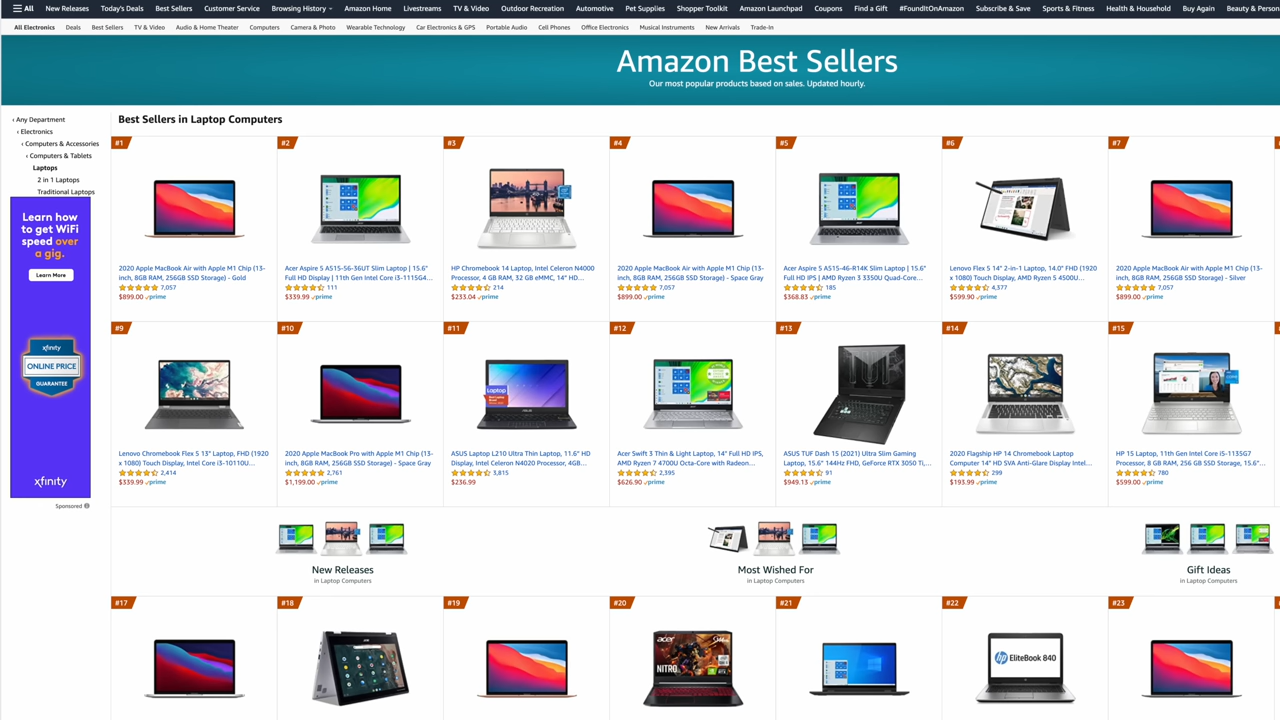 All New Releases Today's Deals Best Sellers Customer Service Browsing History Amazon Home Livestreams TV & Video Outdoor Recreation Automotive Pet Supplies Shopper Toolkit Amazon Launchpad Coupons Find a Gift #FoundItOnAmazon Subscribe & Save Sports & Fitness Health & Household Buy Again Beauty & Person
All Electronics Deals Best Sellers TV & Video Audio & Home Theater Computers Camera & Photo Wearable Technology Car Electronics & GPS Portable Audio Cell Phones Office Electronics Musical Instruments New Arrivals Trade-In
Amazon Best Sellers
Our most popular products based on sales. Updated hourly.
‹ Any Department
‹ Electronics
‹ Computers & Accessories
‹ Computers & Tablets
Laptops
2 in 1 Laptops
Traditional Laptops
Learn how
to get WiFi
speed over
a gig.
Learn More
xfinity
ONLINE PRICE
GUARANTEE
xfinity
Sponsored
Best Sellers in Laptop Computers
#1
2020 Apple MacBook Air with Apple M1 Chip (13-
inch, 8GB RAM, 256GB SSD Storage) - Gold
7,057
$899.00 prime
#2
Acer Aspire 5 A515-56-36UT Slim Laptop | 15.6"
Full HD Display | 11th Gen Intel Core i3-1115G4...
111
$339.99 prime
#3
HP Chromebook 14 Laptop, Intel Celeron N4000
Processor, 4 GB RAM, 32 GB eMMC, 14" HD...
214
$233.04 prime
#4
2020 Apple MacBook Air with Apple M1 Chip (13-
inch, 8GB RAM, 256GB SSD Storage) - Space Gray
7,057
$899.00 prime
#5
Acer Aspire 5 A515-46-R14K Slim Laptop | 15.6"
Full HD IPS | AMD Ryzen 3 3350U Quad-Core...
185
$368.83 prime
#6
Lenovo Flex 5 14" 2-in-1 Laptop, 14.0" FHD (1920
x 1080) Touch Display, AMD Ryzen 5 4500U...
4,377
$599.90 prime
#7
2020 Apple MacBook Air with Apple M1 Chip (13-
inch, 8GB RAM, 256GB SSD Storage) - Silver
7,057
$899.00 prime
#9
Lenovo Chromebook Flex 5 13" Laptop, FHD (1920
x 1080) Touch Display, Intel Core i3-10110U...
2,414
$339.99 prime
#10
2020 Apple MacBook Pro with Apple M1 Chip (13-
inch, 8GB RAM, 256GB SSD Storage) - Space Gray
2,761
$1,199.00 prime
#11
Laptop
ASUS Laptop L210 Ultra Thin Laptop, 11.6" HD
Display, Intel Celeron N4020 Processor, 4GB...
3,815
$236.99
#12
Acer Swift 3 Thin & Light Laptop, 14" Full HD IPS,
AMD Ryzen 7 4700U Octa-Core with Radeon...
2,395
$626.90 prime
#13
ASUS TUF Dash 15 (2021) Ultra Slim Gaming
Laptop, 15.6" 144Hz FHD, GeForce RTX 3050 Ti,...
91
$949.13 prime
#14
2020 Flagship HP 14 Chromebook Laptop
Computer 14" HD SVA Anti-Glare Display Intel...
299
$193.99 prime
#15
HP 15 Laptop, 11th Gen Intel Core i5-1135G7
Processor, 8 GB RAM, 256 GB SSD Storage, 15.6"...
780
$599.00 prime
New Releases
in Laptop Computers
Most Wished For
in Laptop Computers
Gift Ideas
in Laptop Computers
#17
#18
#19
#20
acer
NITRO
#21
#22
hp EliteBook 840
#23